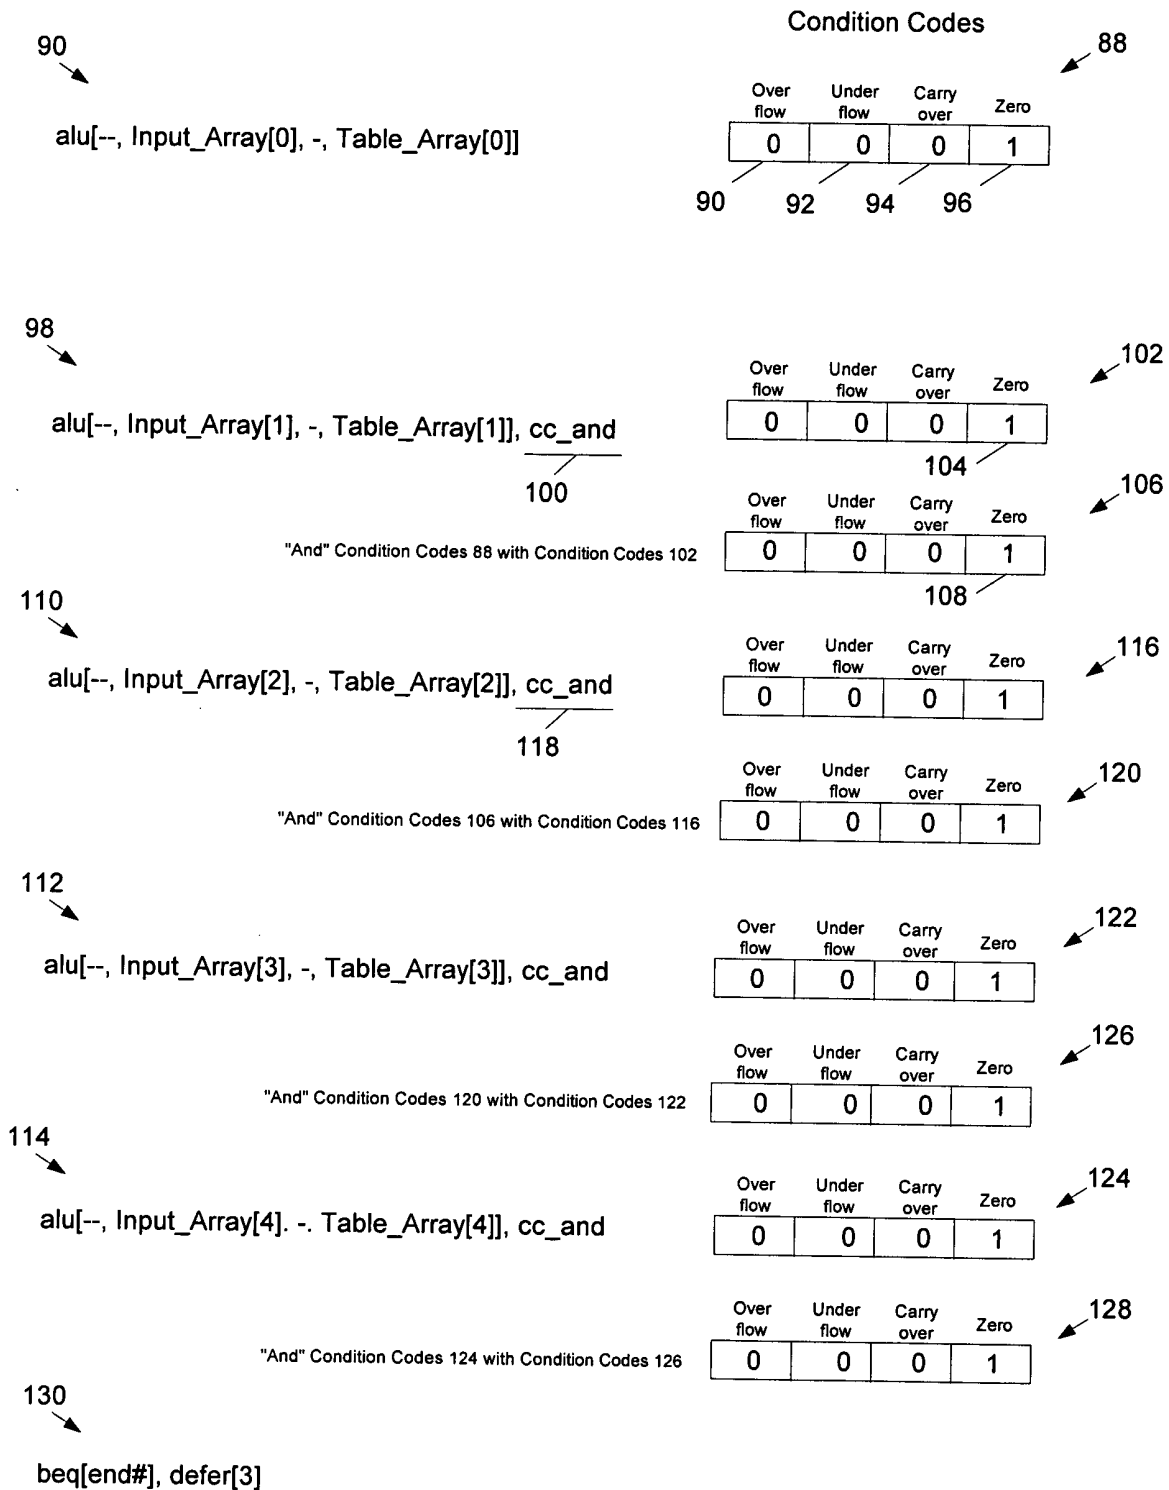 Condition Codes
90
88
Over flow Under flow Carry over Zero
alu[--, Input_Array[0], -, Table_Array[0]]
0 0 0 1
90 92 94 96
98
102
Over flow Under flow Carry over Zero
alu[--, Input_Array[1], -, Table_Array[1]], cc_and
0 0 0 1
104
100
106
Over flow Under flow Carry over Zero
"And" Condition Codes 88 with Condition Codes 102
0 0 0 1
108
110
116
Over flow Under flow Carry over Zero
alu[--, Input_Array[2], -, Table_Array[2]], cc_and
0 0 0 1
118
120
Over flow Under flow Carry over Zero
"And" Condition Codes 106 with Condition Codes 116
0 0 0 1
112
122
Over flow Under flow Carry over Zero
alu[--, Input_Array[3], -, Table_Array[3]], cc_and
0 0 0 1
126
Over flow Under flow Carry over Zero
"And" Condition Codes 120 with Condition Codes 122
0 0 0 1
114
124
Over flow Under flow Carry over Zero
alu[--, Input_Array[4]. -. Table_Array[4]], cc_and
0 0 0 1
128
Over flow Under flow Carry over Zero
"And" Condition Codes 124 with Condition Codes 126
0 0 0 1
130
beq[end#], defer[3]